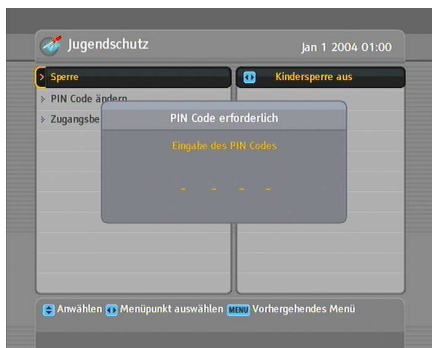 Jugendschutz
Jan 1 2004 01:00
Sperre
Kindersperre aus
PIN Code ändern
Zugangsbe
PIN Code erforderlich
Eingabe des PIN Codes
- - - -
Anwählen Menüpunkt auswählen MENU Vorhergehendes Menü